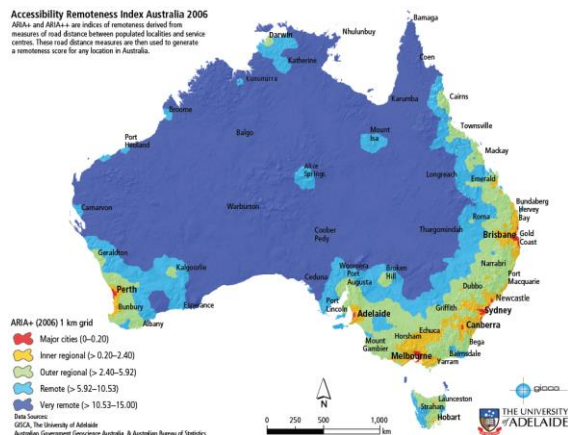 Accessibility Remoteness Index Australia 2006
ARIA+ and ARIA++ are indices of remoteness derived from
measures of road distance between populated localities and service
centres. These road distance measures are then used to generate
a remoteness score for any location in Australia.
Bamaga
Darwin
Nhulunbuy
Katherine
Coen
Kununurra
Karumba
Cairns
Broome
Townsville
Port
Hedland
Balgo
Mount
Isa
Mackay
Alice
Springs
Longreach
Emerald
Carnarvon
Warburton
Bundaberg
Hervey
Bay
Roma
Coober
Pedy
Thargomindah
Brisbane
Gold
Coast
Geraldton
Kalgoorlie
Woomera
Broken
Hill
Narrabri
Ceduna
Port
Augusta
Port
Macquarie
Perth
Dubbo
Bunbury
Esperance
Port
Lincoln
Newcastle
Griffith
Sydney
Albany
Adelaide
Canberra
Echuca
Horsham
Mount
Gambier
Bega
Melbourne
Bairnsdale
Yarram
Launceston
Strahan
Hobart
ARIA+ (2006) 1 km grid
Major cities (0–0.20)
Inner regional (> 0.20–2.40)
Outer regional (> 2.40–5.92)
Remote (> 5.92–10.53)
Very remote (> 10.53–15.00)
Data Sources:
GISCA, The University of Adelaide
Australian Government Geoscience Australia, & Australian Bureau of Statistics
N
0 250 500 1,000
km
gisca
THE UNIVERSITY
OF ADELAIDE